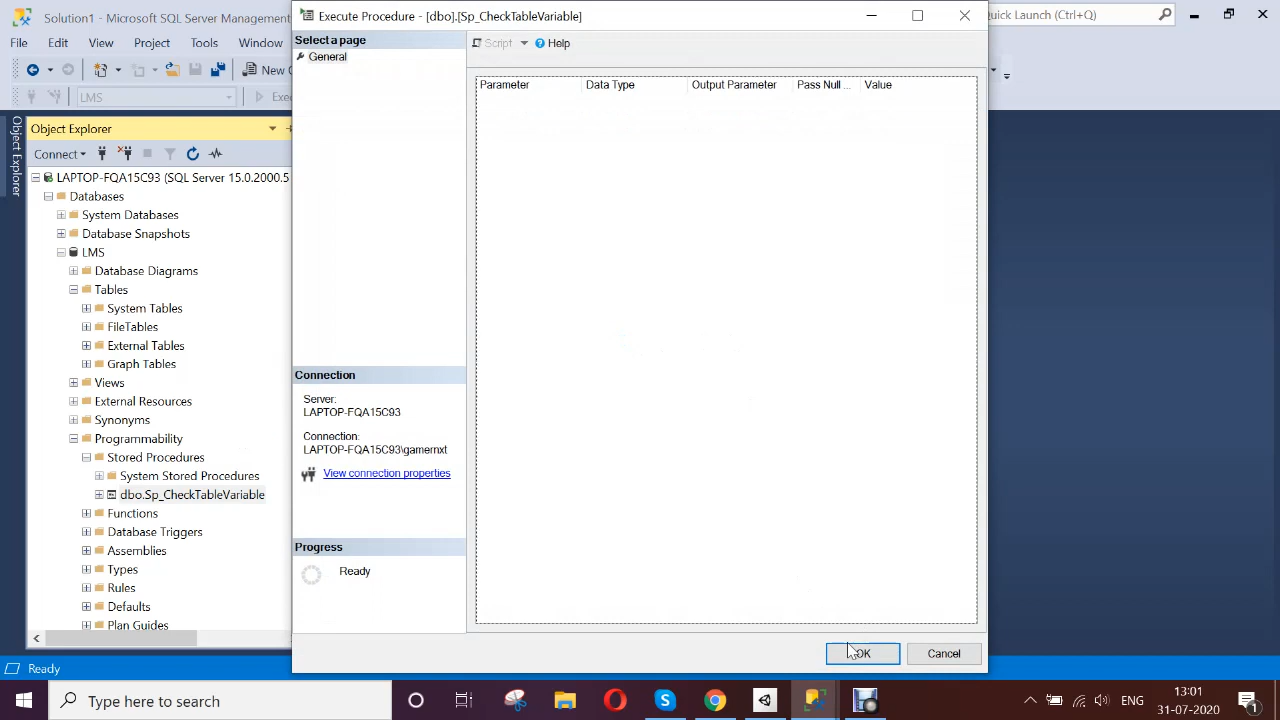 Execute Procedure - [dbo].[Sp_CheckTableVariable]
Solution1 - Microsoft SQL Server
Quick Launch (Ctrl+Q)
File
Edit
View
Project
Tools
Window
New
LMS
Exec
Object Explorer
Object Explorer
Connect
LAPTOP-FQA15C93 (SQL Server 15.0.2000.5
Databases
System Databases
Database Snapshots
LMS
Database Diagrams
Tables
System Tables
FileTables
External Tables
Graph Tables
Views
External Resources
Synonyms
Programmability
Stored Procedures
System Stored Procedures
dbo.Sp_CheckTableVariable
Functions
Database Triggers
Assemblies
Types
Rules
Defaults
Plan Guides
Select a page
General
Script
Help
Parameter
Data Type
Output Parameter
Pass Null ...
Value
Connection
Server:
LAPTOP-FQA15C93
Connection:
LAPTOP-FQA15C93\gamernxt
View connection properties
Progress
Ready
OK
Cancel
Ready
Type here to search
ENG
13:01
31-07-2020
1